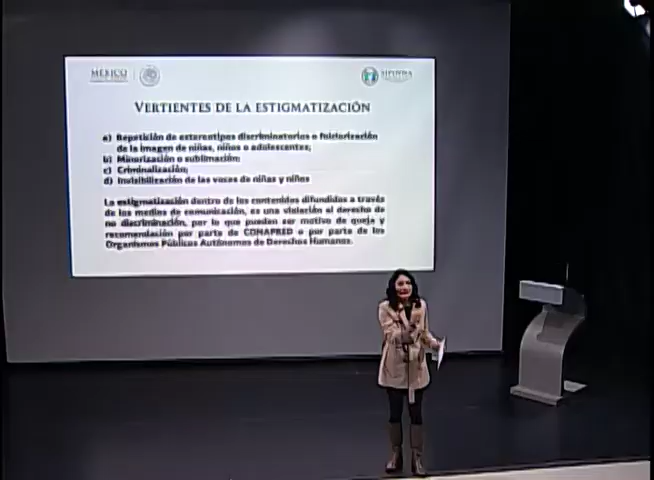 MÉXICO
SIPINNA
VERTIENTES DE LA ESTIGMATIZACIÓN
a) Repetición de estereotipos discriminatorios o folclorización
de la imagen de niñas, niños o adolescentes;
b) Minorización o sublimación;
c) Criminalización;
d) Invisibilización de las voces de niñas y niños
La estigmatización dentro de los contenidos difundidos a través
de los medios de comunicación, es una violación al derecho de
no discriminación, por lo que pueden ser motivo de queja y
recomendación por parte de CONAPRED o por parte de los
Organismos Públicos Autónomos de Derechos Humanos.